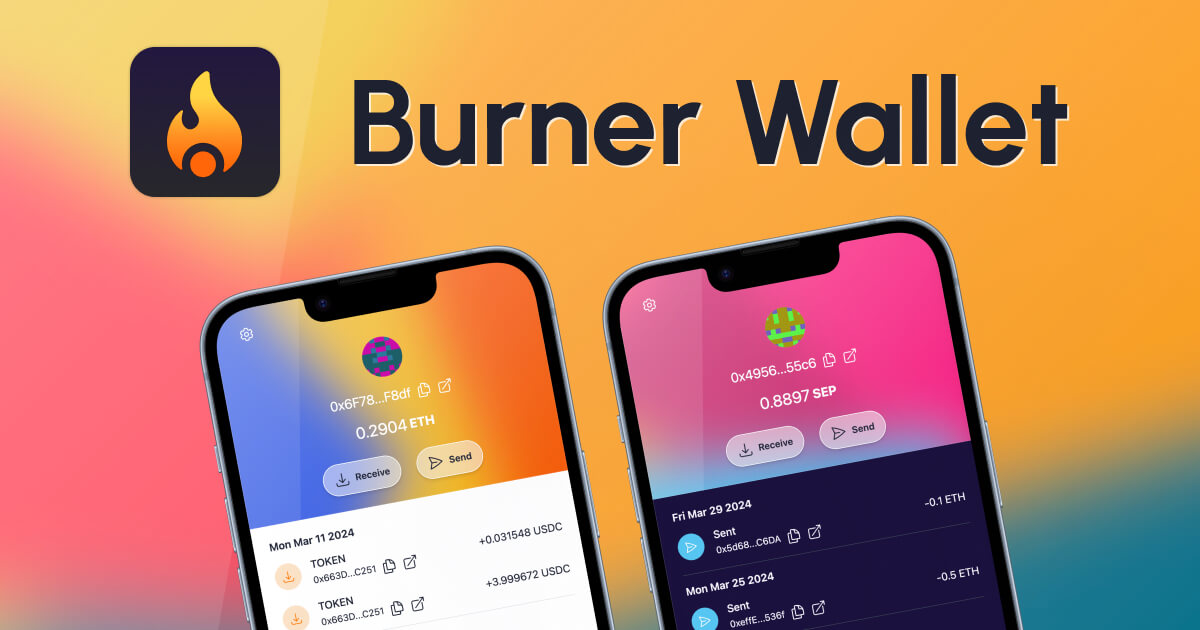 Burner Wallet
0x6F78...F8df
0.2904 ETH
Receive
Send
Mon Mar 11 2024
TOKEN
0x663D...C251
+0.031548 USDC
TOKEN
0x663D...C251
+3.999672 USDC
0x4956...55c6
0.8897 SEP
Receive
Send
Fri Mar 29 2024
Sent
0x5d68...C6DA
-0.1 ETH
Mon Mar 25 2024
Sent
0xeffE...536f
-0.5 ETH